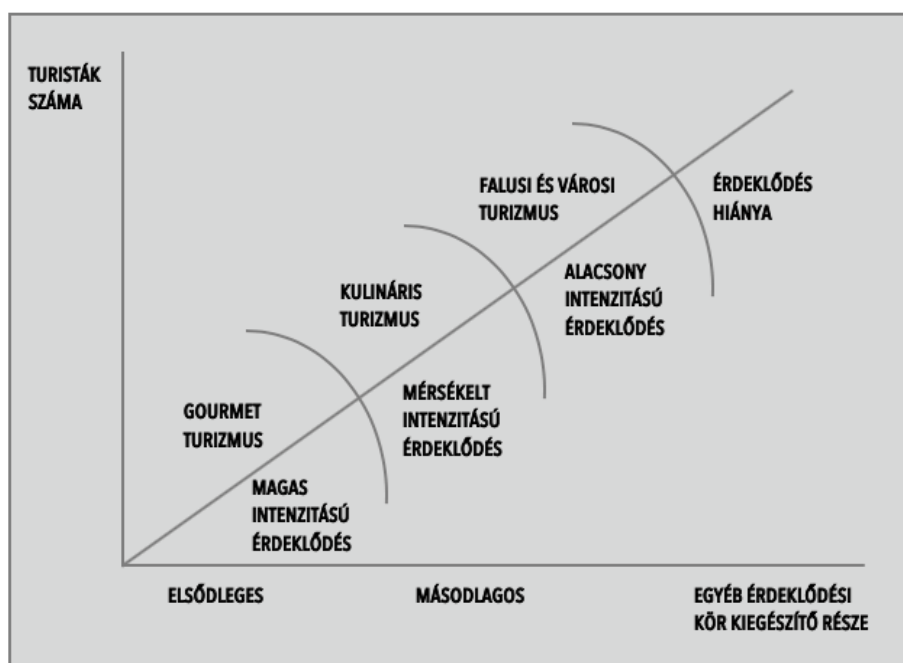 TURISTÁK
SZÁMA
FALUSI ÉS VÁROSI
TURIZMUS
ÉRDEKLŐDÉS
HIÁNYA
KULINÁRIS
TURIZMUS
ALACSONY
INTENZITÁSÚ
ÉRDEKLŐDÉS
GOURMET
TURIZMUS
MÉRSÉKELT
INTENZITÁSÚ
ÉRDEKLŐDÉS
MAGAS
INTENZITÁSÚ
ÉRDEKLŐDÉS
ELSŐDLEGES
MÁSODLAGOS
EGYÉB ÉRDEKLŐDÉSI
KÖR KIEGÉSZÍTŐ RÉSZE